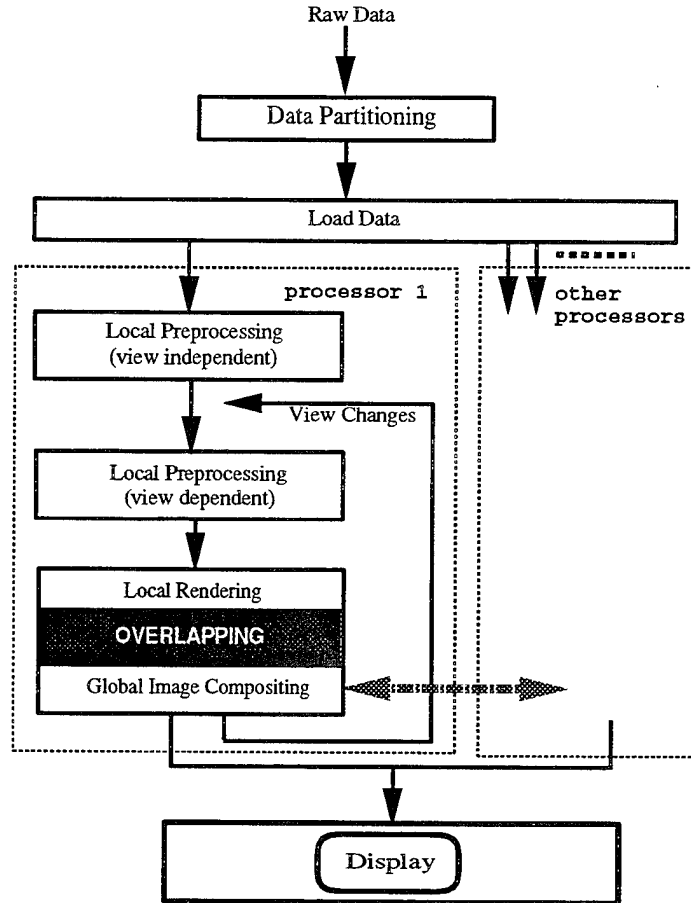 Raw Data
Data Partitioning
Load Data
processor 1
other
processors
Local Preprocessing
(view independent)
View Changes
Local Preprocessing
(view dependent)
Local Rendering
OVERLAPPING
Global Image Compositing
Display